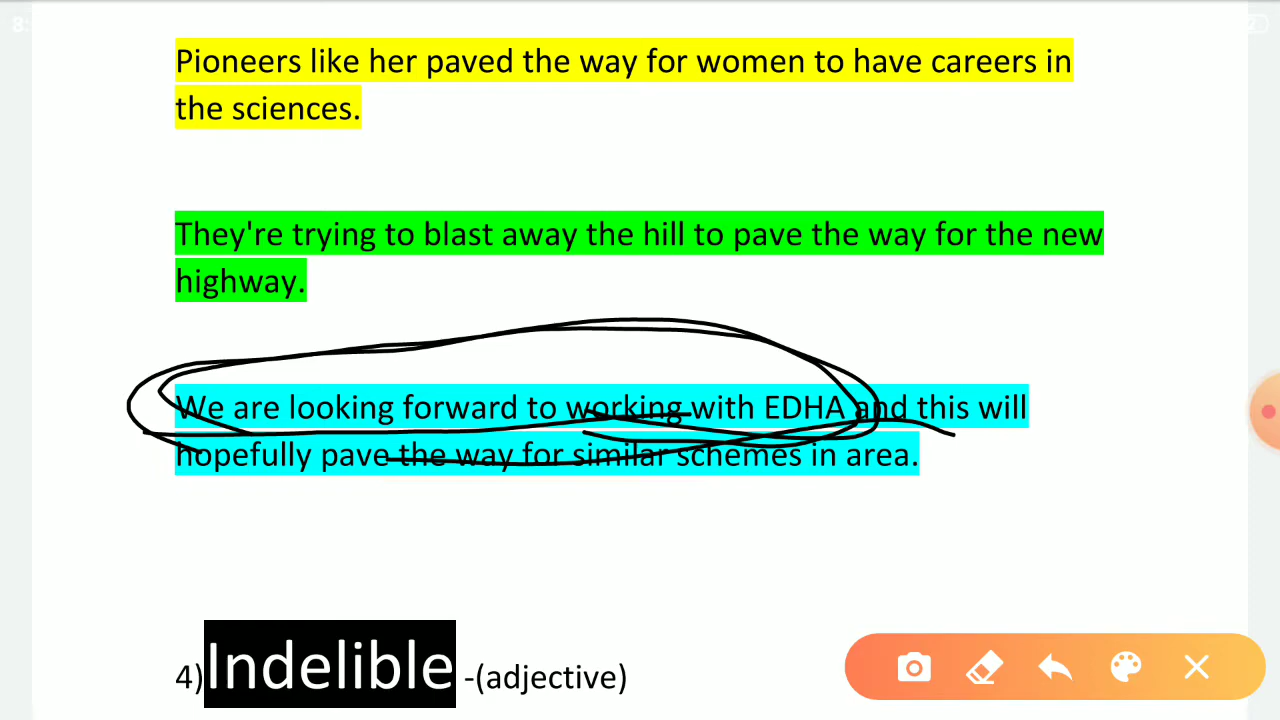 Pioneers like her paved the way for women to have careers in
the sciences.
They're trying to blast away the hill to pave the way for the new
highway.
We are looking forward to working with EDHA and this will
hopefully pave the way for similar schemes in area.
4)Indelible -(adjective)